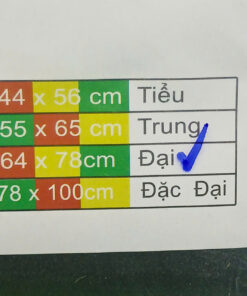 44 x 56 cm Tiểu
55 x 65 cm Trung
64 x 78cm Đại
78 x 100cm Đặc Đại